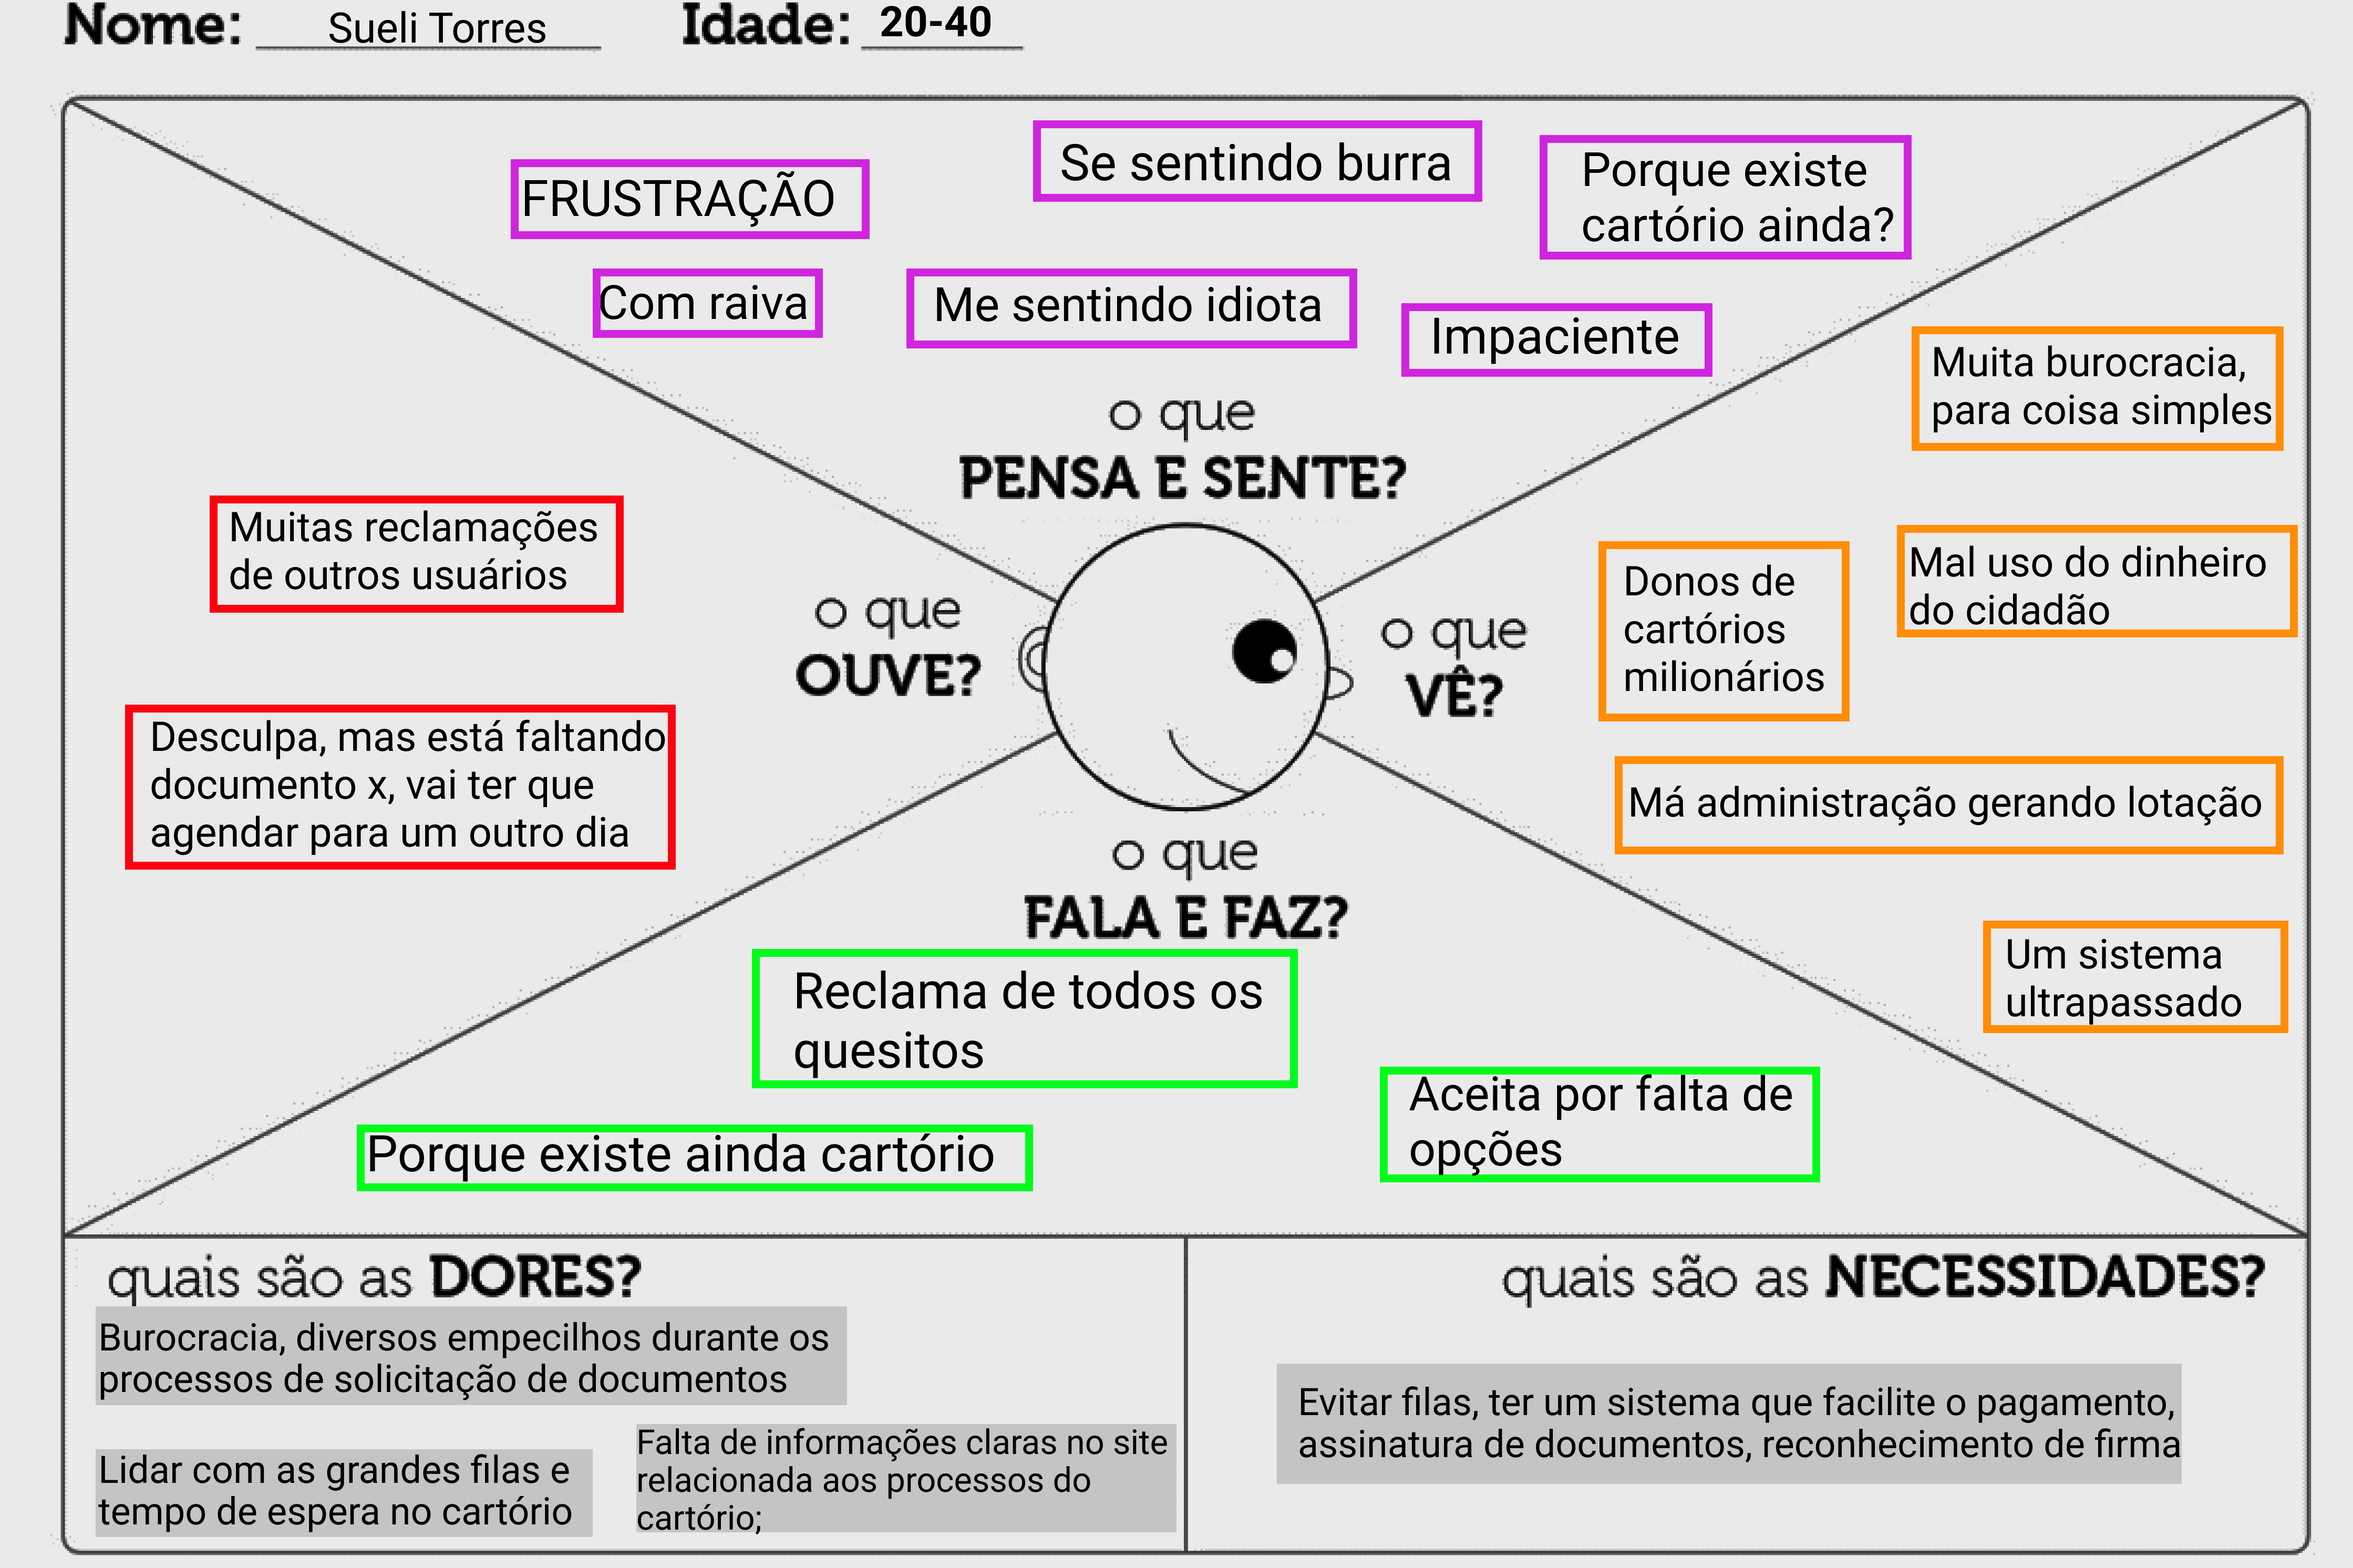 Nome: Sueli Torres Idade: 20-40
FRUSTRAÇÃO
Se sentindo burra
Porque existe
cartório ainda?
Com raiva
Me sentindo idiota
Impaciente
o que
PENSA E SENTE?
Muitas reclamações
de outros usuários
Desculpa, mas está faltando
documento x, vai ter que
agendar para um outro dia
o que
OUVE?
o que
VÊ?
Muita burocracia,
para coisa simples
Donos de
cartórios
milionários
Mal uso do dinheiro
do cidadão
Má administração gerando lotação
Um sistema
ultrapassado
o que
FALA E FAZ?
Reclama de todos os
quesitos
Porque existe ainda cartório
Aceita por falta de
opções
quais são as DORES?
Burocracia, diversos empecilhos durante os
processos de solicitação de documentos
Lidar com as grandes filas e
tempo de espera no cartório
Falta de informações claras no site
relacionada aos processos do
cartório;
quais são as NECESSIDADES?
Evitar filas, ter um sistema que facilite o pagamento,
assinatura de documentos, reconhecimento de firma